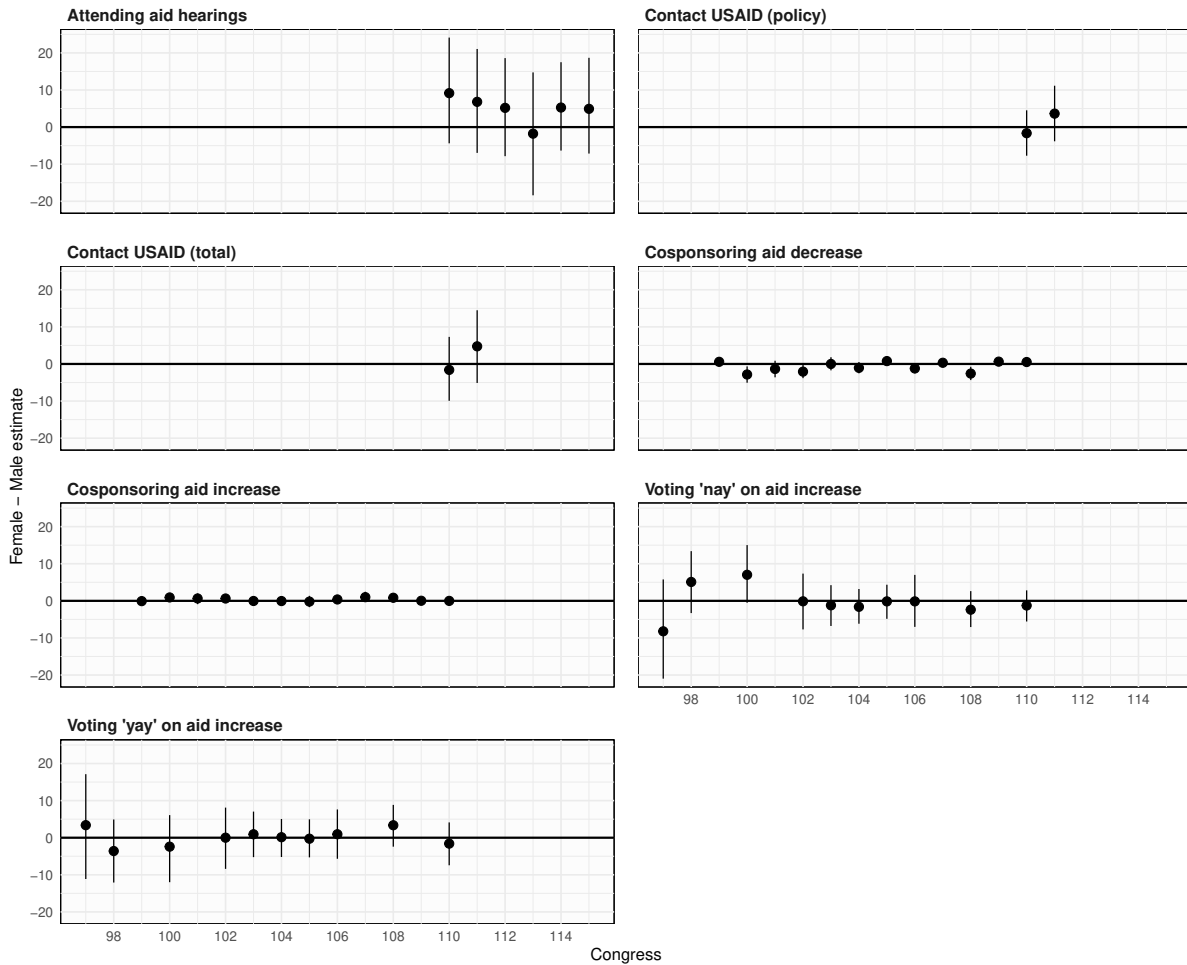 Attending aid hearings
Contact USAID (policy)
20
10
0
−10
−20
Contact USAID (total)
Cosponsoring aid decrease
20
10
0
−10
−20
Female − Male estimate
Cosponsoring aid increase
Voting 'nay' on aid increase
20
10
0
−10
−20
98 100 102 104 106 108 110 112 114
Voting 'yay' on aid increase
20
10
0
−10
−20
98 100 102 104 106 108 110 112 114
Congress